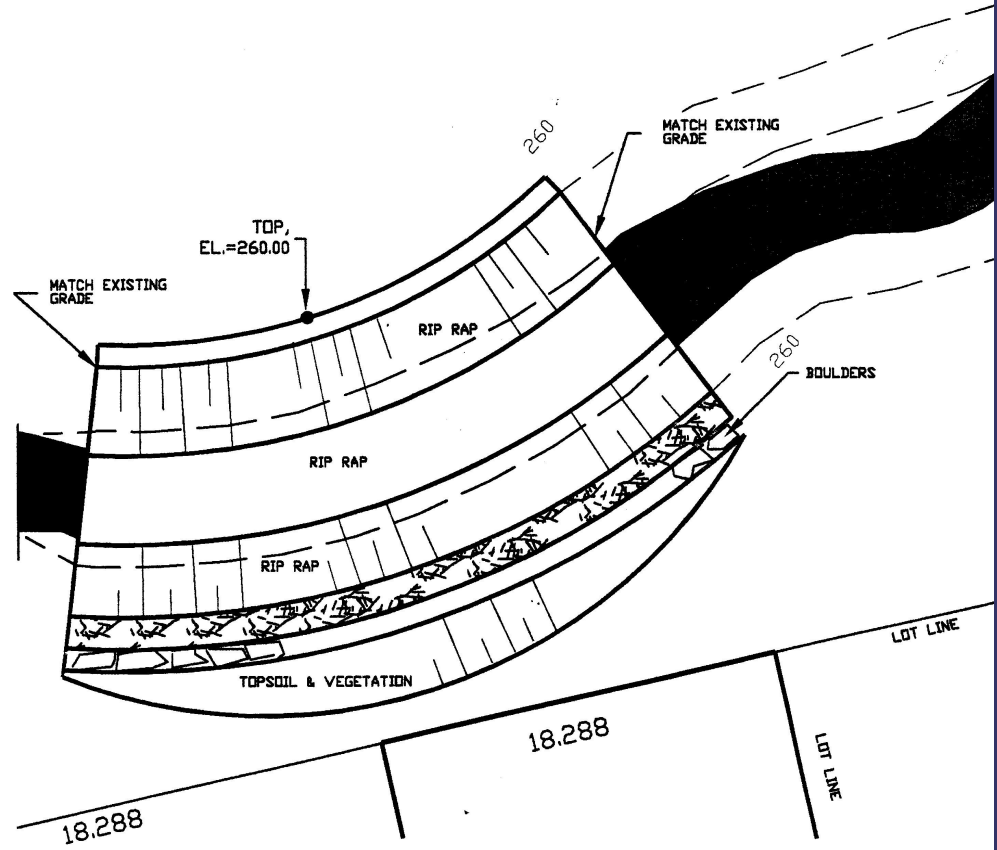 260
MATCH EXISTING
GRADE
TOP,
EL.=260.00
MATCH EXISTING
GRADE
RIP RAP
260
BOULDERS
RIP RAP
RIP RAP
TOPSOIL & VEGETATION
LOT LINE
18.288
LOT LINE
18.288